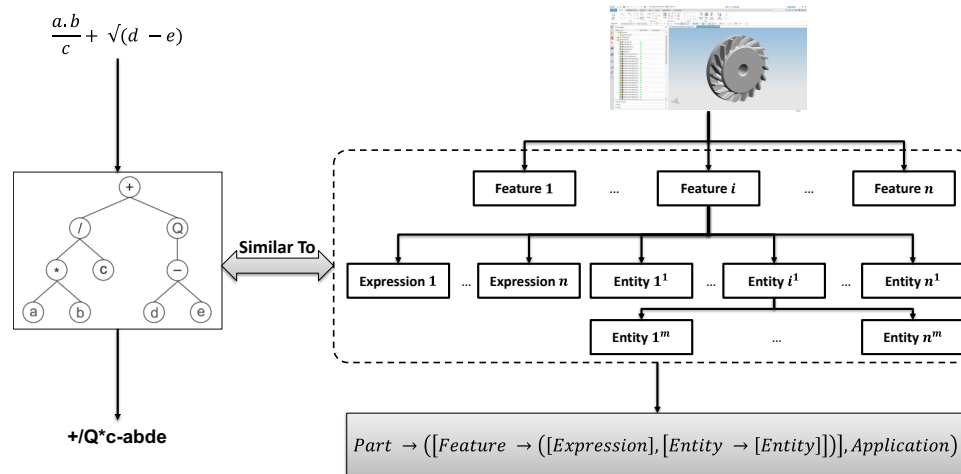 a.b
c + √(d − e)
+
/ Q
* c −
a b d e
+/Q*c-abde
Similar To
Feature 1 ... Feature i ... Feature n
Expression 1 ... Expression n Entity 1¹ ... Entity i¹ ... Entity n¹
Entity 1ᵐ ... Entity nᵐ
Part → ([Feature → ([Expression], [Entity → [Entity]])], Application)